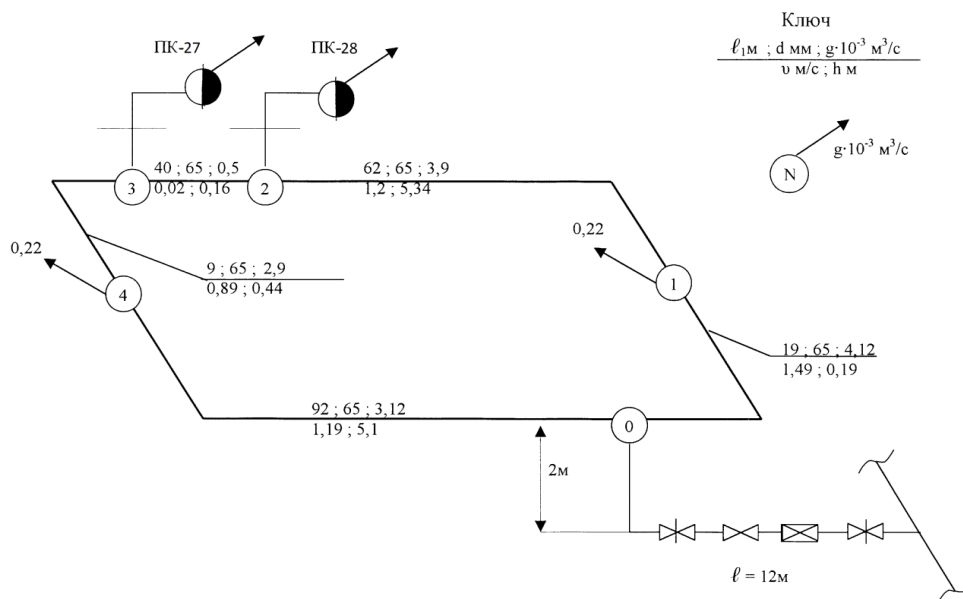 Ключ
ℓ₁м ; d мм ; g·10⁻³ м³/с
υ м/с ; h м
ПК-27
ПК-28
g·10⁻³ м³/с
N
40 ; 65 ; 0,5
0,02 ; 0,16
62 ; 65 ; 3,9
1,2 ; 5,34
3
2
0,22
0,22
9 ; 65 ; 2,9
0,89 ; 0,44
4
1
19 ; 65 ; 4,12
1,49 ; 0,19
92 ; 65 ; 3,12
1,19 ; 5,1
0
2м
ℓ = 12м